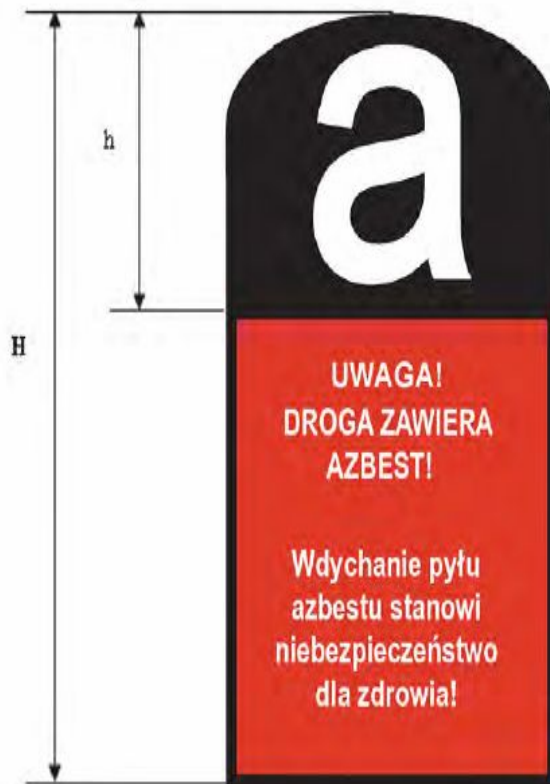 a
h
H
UWAGA!
DROGA ZAWIERA
AZBEST!
Wdychanie pyłu
azbestu stanowi
niebezpieczeństwo
dla zdrowia!